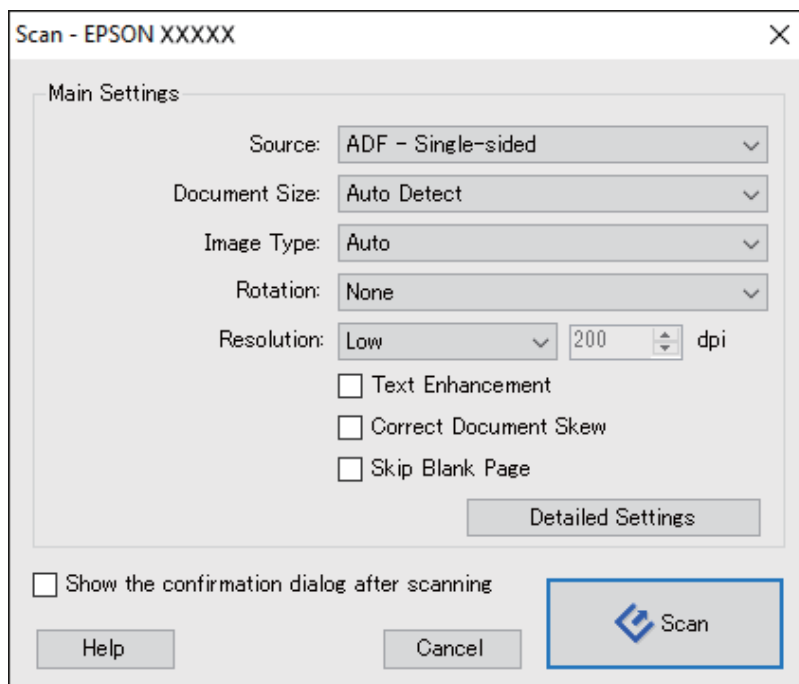 Scan - EPSON XXXXX
Main Settings
Source: ADF - Single-sided
Document Size: Auto Detect
Image Type: Auto
Rotation: None
Resolution: Low 200 dpi
Text Enhancement
Correct Document Skew
Skip Blank Page
Detailed Settings
Show the confirmation dialog after scanning
Scan
Help Cancel